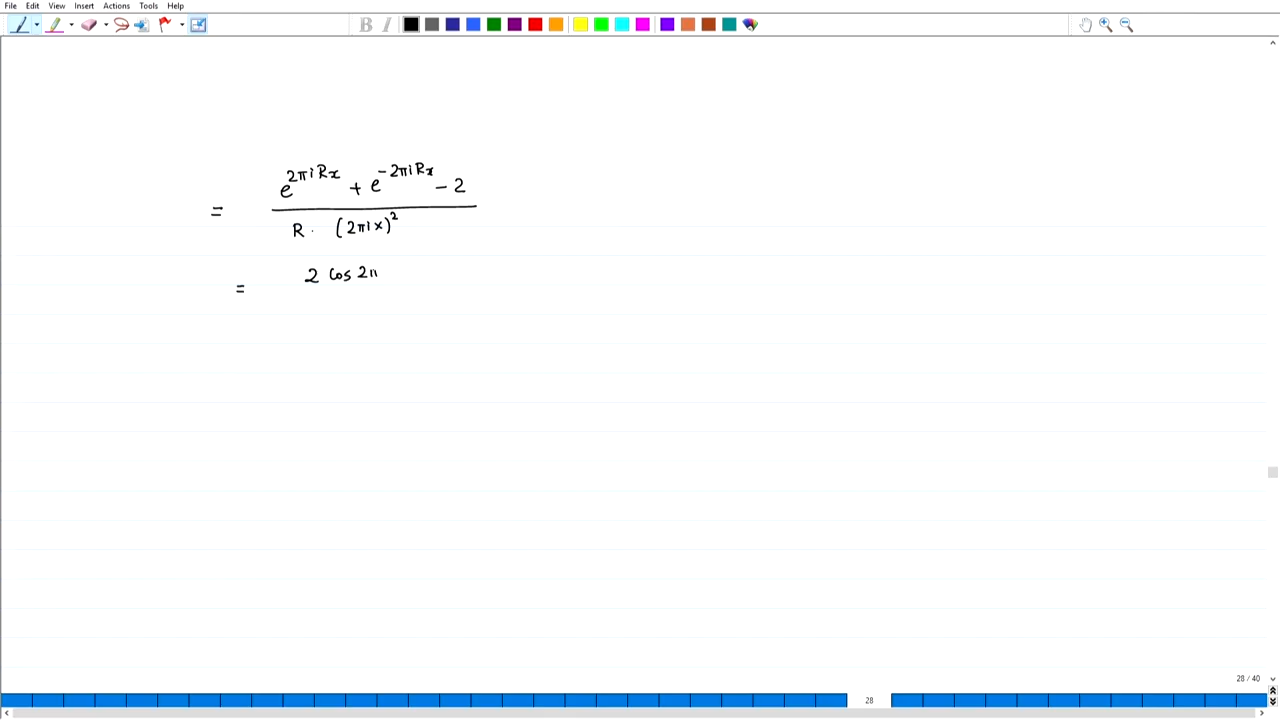 File Edit View Insert Actions Tools Help
B I
e^{2πiRx} + e^{-2πiRx} - 2
=
R · (2πix)^2
2 cos 2π
=
28 / 40
28